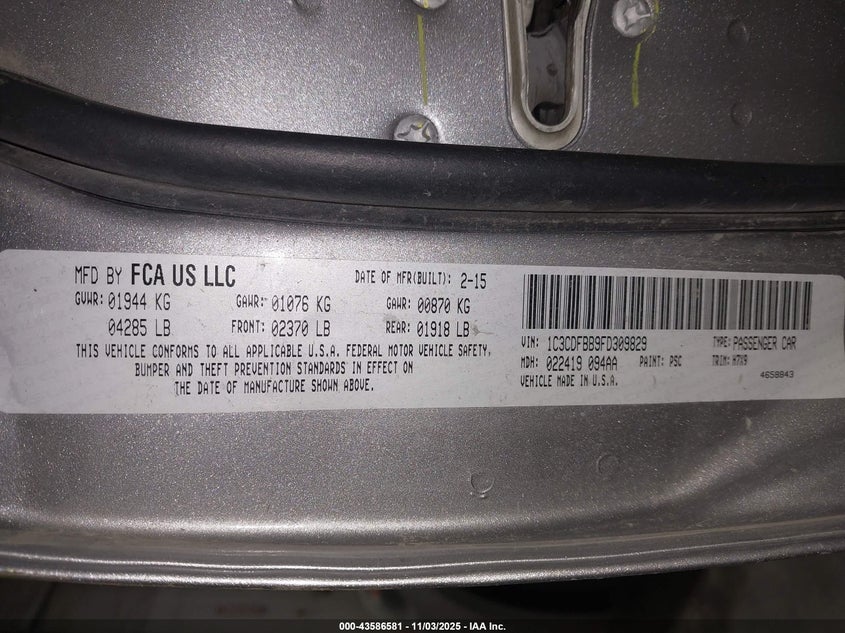 MFD BY FCA US LLC DATE OF MFR(BUILT): 2-15
GVWR: 01944 KG GAWR: 01076 KG GAWR: 00870 KG
04285 LB FRONT: 02370 LB REAR: 01918 LB
THIS VEHICLE CONFORMS TO ALL APPLICABLE U.S.A. FEDERAL MOTOR VEHICLE SAFETY,
BUMPER AND THEFT PREVENTION STANDARDS IN EFFECT ON
THE DATE OF MANUFACTURE SHOWN ABOVE.
VIN: 1C3CDFBB9FD309829 TYPE: PASSENGER CAR
MDH: 022419 094AA PAINT: PSC TRIM: H7X9
VEHICLE MADE IN U.S.A. 4658843
000-43586581 - 11/03/2025 - IAA Inc.